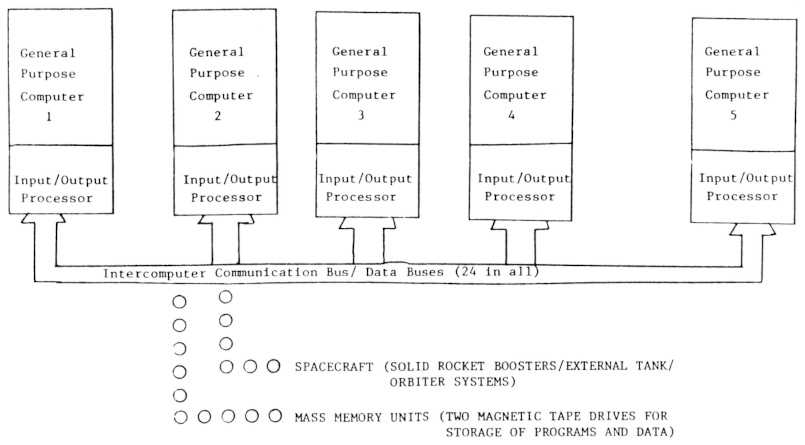 General
Purpose
Computer
1
Input/Output
Processor
General
Purpose
Computer
2
Input/Output
Processor
General
Purpose
Computer
3
Input/Output
Processor
General
Purpose
Computer
4
Input/Output
Processor
General
Purpose
Computer
5
Input/Output
Processor
Intercomputer Communication Bus/ Data Buses (24 in all)
SPACECRAFT (SOLID ROCKET BOOSTERS/EXTERNAL TANK/
ORBITER SYSTEMS)
MASS MEMORY UNITS (TWO MAGNETIC TAPE DRIVES FOR
STORAGE OF PROGRAMS AND DATA)